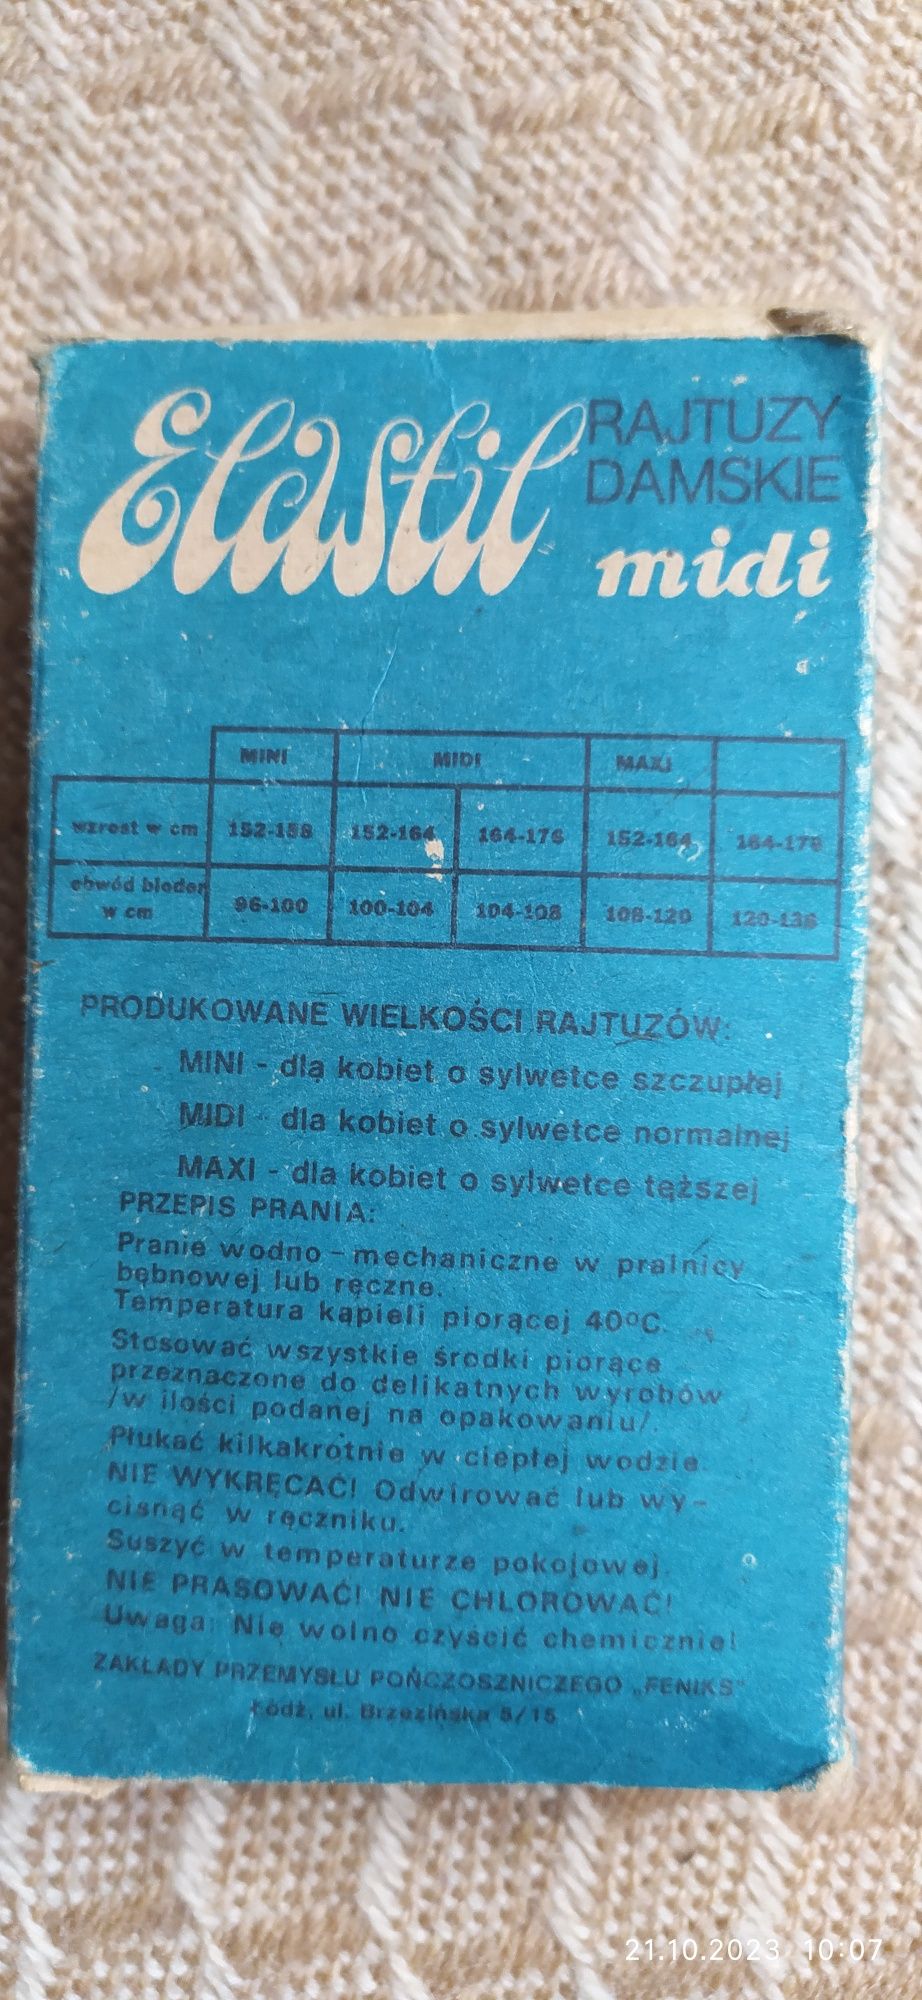 Elastil RAJTUZY
DAMSKIE
midi
MINI MIDI MAXI
wzrost w cm 152-158 152-164 164-176 152-164 164-176
obwód bioder 96-100 100-104 104-108 108-120 120-136
w cm
PRODUKOWANE WIELKOŚCI RAJTUZÓW:
MINI - dla kobiet o sylwetce szczupłej
MIDI - dla kobiet o sylwetce normalnej
MAXI - dla kobiet o sylwetce tęższej
PRZEPIS PRANIA:
Pranie wodno - mechaniczne w pralnicy
bębnowej lub ręczne.
Temperatura kąpieli piorącej 40°C.
Stosować wszystkie środki piorące
przeznaczone do delikatnych wyrobów
/w ilości podanej na opakowaniu/.
Płukać kilkakrotnie w ciepłej wodzie.
NIE WYKRĘCAĆ! Odwirować lub wy-
cisnąć w ręczniku.
Suszyć w temperaturze pokojowej.
NIE PRASOWAĆ! NIE CHLOROWAĆ!
Uwaga: Nie wolno czyścić chemicznie!
ZAKŁADY PRZEMYSŁU POŃCZOSZNICZEGO „FENIKS"
Łódź, ul. Brzezińska 5/15
21.10.2023 10:07